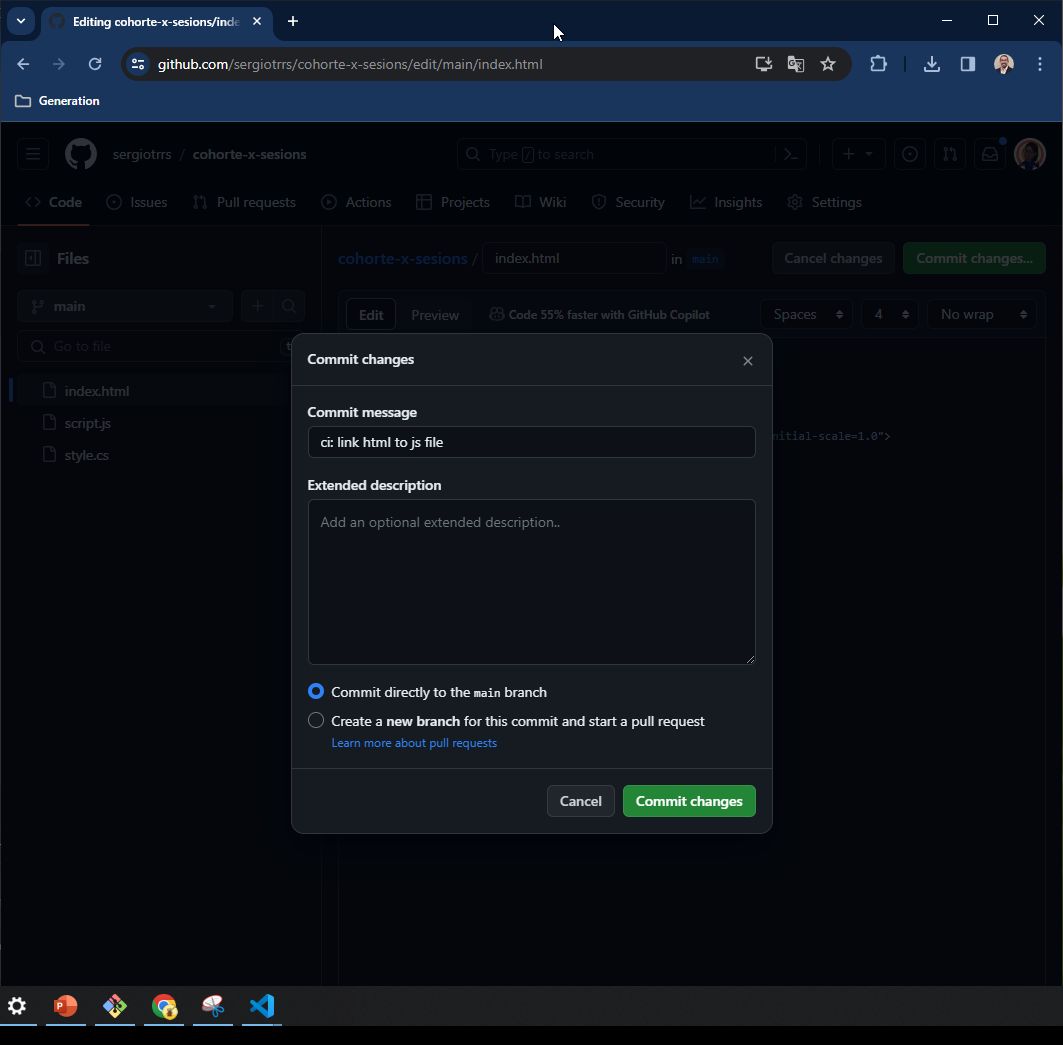 Editing cohorte-x-sesions/inde
github.com/sergiotrrs/cohorte-x-sesions/edit/main/index.html
Generation
sergiotrrs / cohorte-x-sesions
Type / to search
Code Issues Pull requests Actions Projects Wiki Security Insights Settings
Files
cohorte-x-sesions / index.html in main Cancel changes Commit changes...
main
Edit Preview Code 55% faster with GitHub Copilot Spaces 4 No wrap
Go to file t
index.html
script.js
style.cs
nitial-scale=1.0">
Commit changes
Commit message
ci: link html to js file
Extended description
Add an optional extended description..
Commit directly to the main branch
Create a new branch for this commit and start a pull request
Learn more about pull requests
Cancel Commit changes